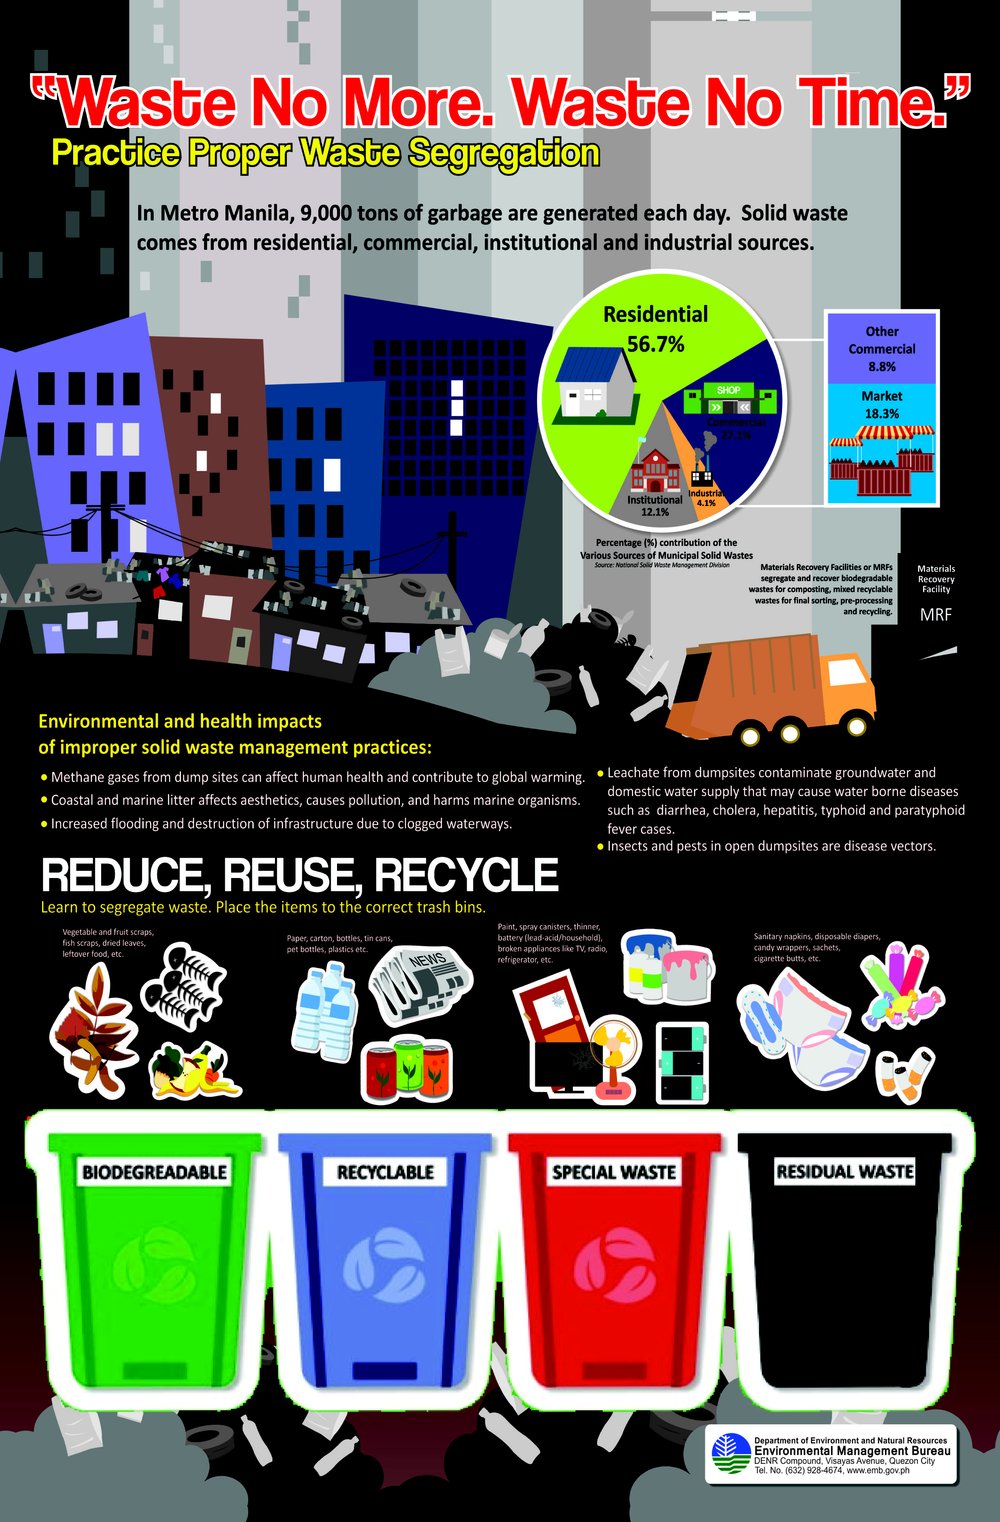 “Waste No More. Waste No Time.”
Practice Proper Waste Segregation
In Metro Manila, 9,000 tons of garbage are generated each day. Solid waste
comes from residential, commercial, institutional and industrial sources.
Residential
56.7%
SHOP
Commercial
27.1%
Institutional
12.1%
Industrial
4.1%
Other
Commercial
8.8%
Market
18.3%
Percentage (%) contribution of the
Various Sources of Municipal Solid Wastes
Source: National Solid Waste Management Division
Materials Recovery Facilities or MRFs
segregate and recover biodegradable
wastes for composting, mixed recyclable
wastes for final sorting, pre-processing
and recycling.
Materials
Recovery
Facility
MRF
Environmental and health impacts
of improper solid waste management practices:
• Methane gases from dump sites can affect human health and contribute to global warming.
• Coastal and marine litter affects aesthetics, causes pollution, and harms marine organisms.
• Increased flooding and destruction of infrastructure due to clogged waterways.
• Leachate from dumpsites contaminate groundwater and
domestic water supply that may cause water borne diseases
such as diarrhea, cholera, hepatitis, typhoid and paratyphoid
fever cases.
• Insects and pests in open dumpsites are disease vectors.
REDUCE, REUSE, RECYCLE
Learn to segregate waste. Place the items to the correct trash bins.
Vegetable and fruit scraps,
fish scraps, dried leaves,
leftover food, etc.
Paper, carton, bottles, tin cans,
pet bottles, plastics etc.
NEWS
Paint, spray canisters, thinner,
battery (lead-acid/household),
broken appliances like TV, radio,
refrigerator, etc.
Sanitary napkins, disposable diapers,
candy wrappers, sachets,
cigarette butts, etc.
BIODEGREADABLE
RECYCLABLE
SPECIAL WASTE
RESIDUAL WASTE
Department of Environment and Natural Resources
Environmental Management Bureau
DENR Compound, Visayas Avenue, Quezon City
Tel. No. (632) 928-4674, www.emb.gov.ph